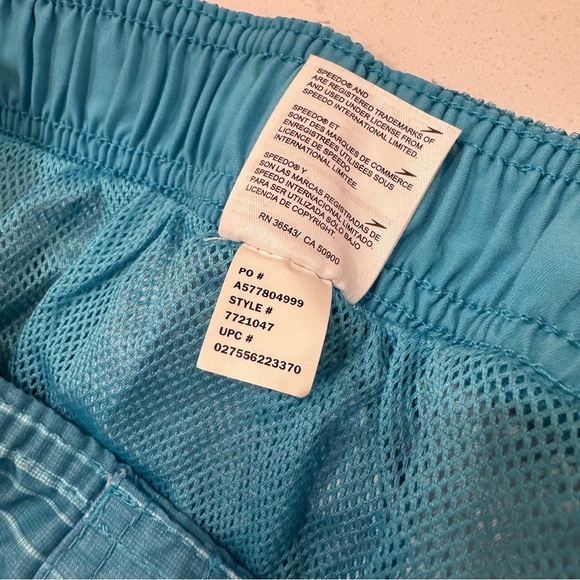 SPEEDO® AND
ARE REGISTERED TRADEMARKS OF
AND USED UNDER LICENSE FROM
SPEEDO INTERNATIONAL LIMITED.
SPEEDO® ET
SONT DES MARQUES DE COMMERCE
ENREGISTRÉES UTILISÉES SOUS
LICENCE DE SPEEDO
INTERNATIONAL LIMITÉE.
SPEEDO® Y
SON LAS MARCAS REGISTRADAS DE
SPEEDO INTERNACIONAL LIMITADO.
PARA SER UTILIZADA SÓLO BAJO
LICENCIA DE COPYRIGHT.
RN 36543/ CA 50900
PO #
A577804999
STYLE #
7721047
UPC #
027556223370